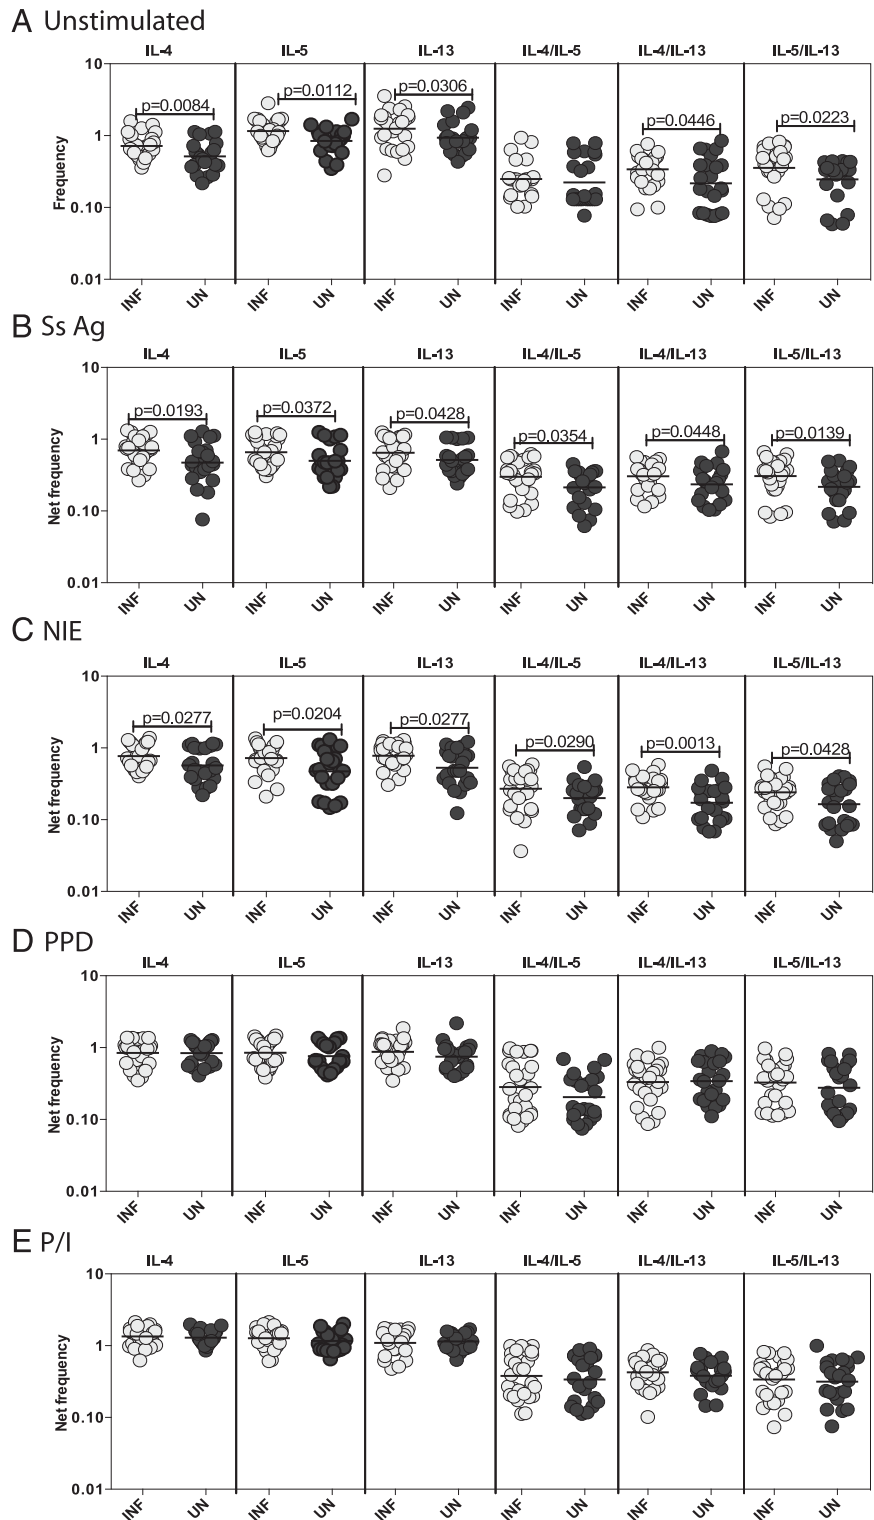 A Unstimulated
IL-4 IL-5 IL-13 IL-4/IL-5 IL-4/IL-13 IL-5/IL-13
10
p=0.0084 p=0.0112 p=0.0306 p=0.0446 p=0.0223
1
Frequency
0.10
0.01
INF UN INF UN INF UN INF UN INF UN INF UN
B Ss Ag
IL-4 IL-5 IL-13 IL-4/IL-5 IL-4/IL-13 IL-5/IL-13
10
p=0.0193 p=0.0372 p=0.0428 p=0.0354 p=0.0448 p=0.0139
1
Net frequency
0.10
0.01
INF UN INF UN INF UN INF UN INF UN INF UN
C NIE
IL-4 IL-5 IL-13 IL-4/IL-5 IL-4/IL-13 IL-5/IL-13
10
p=0.0277 p=0.0204 p=0.0277 p=0.0290 p=0.0013 p=0.0428
1
Net frequency
0.10
0.01
INF UN INF UN INF UN INF UN INF UN INF UN
D PPD
IL-4 IL-5 IL-13 IL-4/IL-5 IL-4/IL-13 IL-5/IL-13
10
1
Net frequency
0.10
0.01
INF UN INF UN INF UN INF UN INF UN INF UN
E P/I
IL-4 IL-5 IL-13 IL-4/IL-5 IL-4/IL-13 IL-5/IL-13
10
1
Net frequency
0.10
0.01
INF UN INF UN INF UN INF UN INF UN INF UN